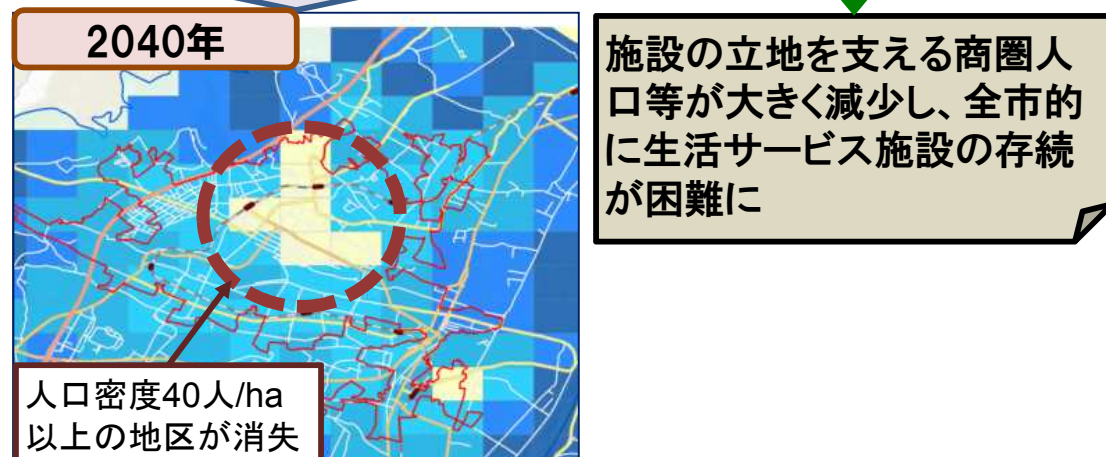 2040年
施設の立地を支える商圏人
口等が大きく減少し、全市的
に生活サービス施設の存続
が困難に
人口密度40人/ha
以上の地区が消失